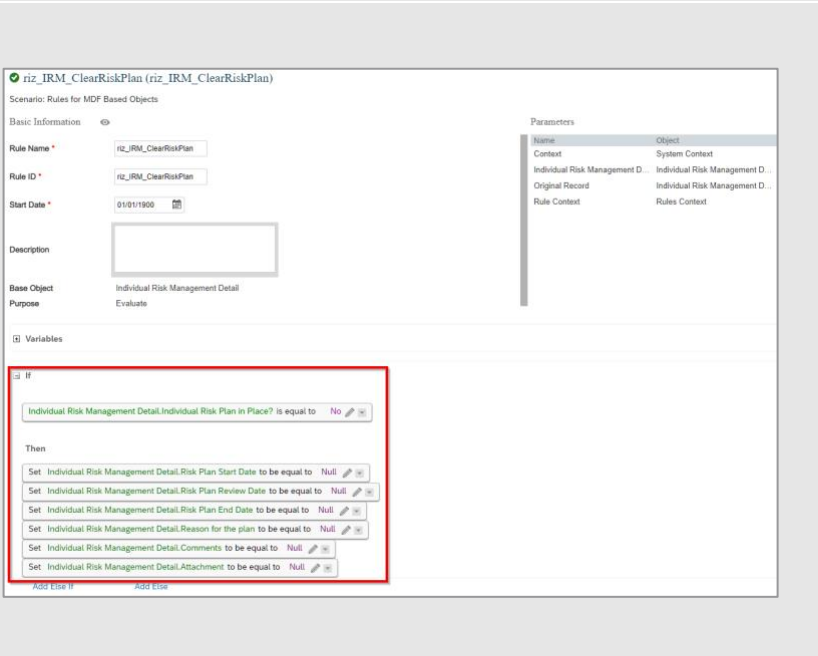 riz_IRM_ClearRiskPlan (riz_IRM_ClearRiskPlan)
Scenario: Rules for MDF Based Objects
Basic Information
Rule Name *
riz_IRM_ClearRiskPlan
Rule ID *
riz_IRM_ClearRiskPlan
Start Date *
01/01/1900
Description
Base Object
Individual Risk Management Detail
Purpose
Evaluate
Parameters
Name Object
Context System Context
Individual Risk Management D... Individual Risk Management D...
Original Record Individual Risk Management D...
Rule Context Rules Context
Variables
If
Individual Risk Management Detail.Individual Risk Plan in Place? is equal to No
Then
Set Individual Risk Management Detail.Risk Plan Start Date to be equal to Null
Set Individual Risk Management Detail.Risk Plan Review Date to be equal to Null
Set Individual Risk Management Detail.Risk Plan End Date to be equal to Null
Set Individual Risk Management Detail.Reason for the plan to be equal to Null
Set Individual Risk Management Detail.Comments to be equal to Null
Set Individual Risk Management Detail.Attachment to be equal to Null
Add Else If Add Else